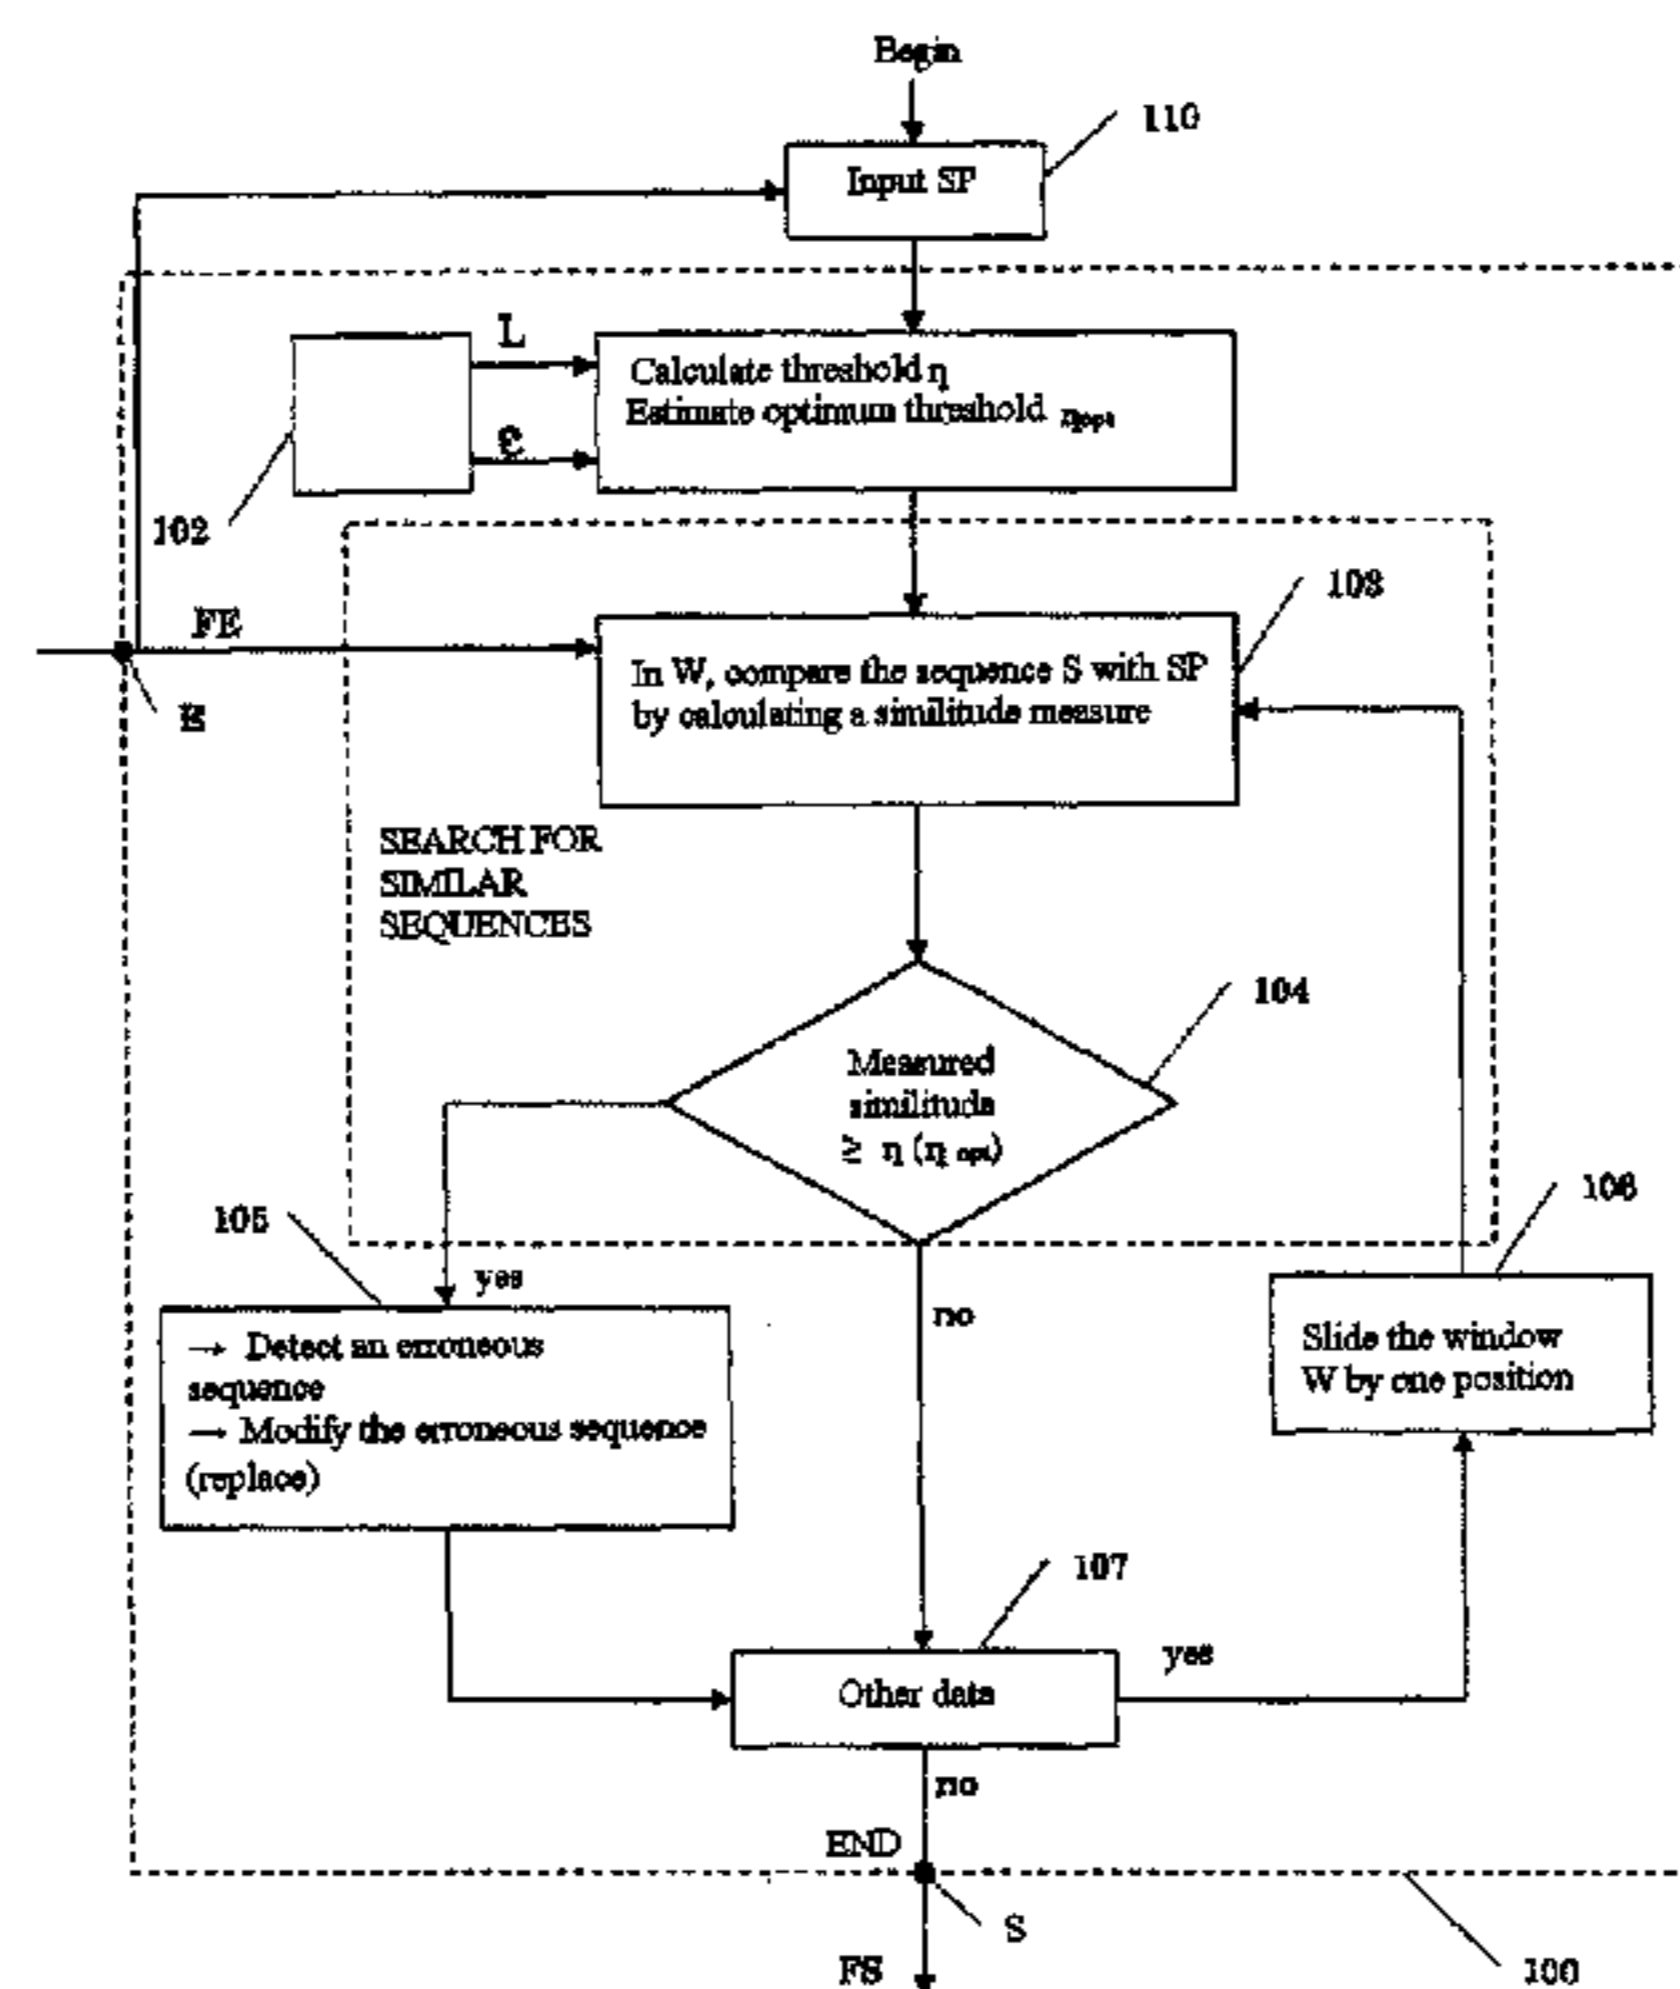 Begin
110
Input SP
L
Calculate threshold η
Estimate optimum threshold ηopt
e
102
103
FE
In W, compare the sequence S with SP
by calculating a similitude measure
E
SEARCH FOR
SIMILAR
SEQUENCES
104
Measured
similitude
≥ η (η opt)
106
105
yes
no
→ Detect an erroneous
sequence
→ Modify the erroneous sequence
(replace)
Slide the window
W by one position
107
yes
Other data
no
END
S
FS
100